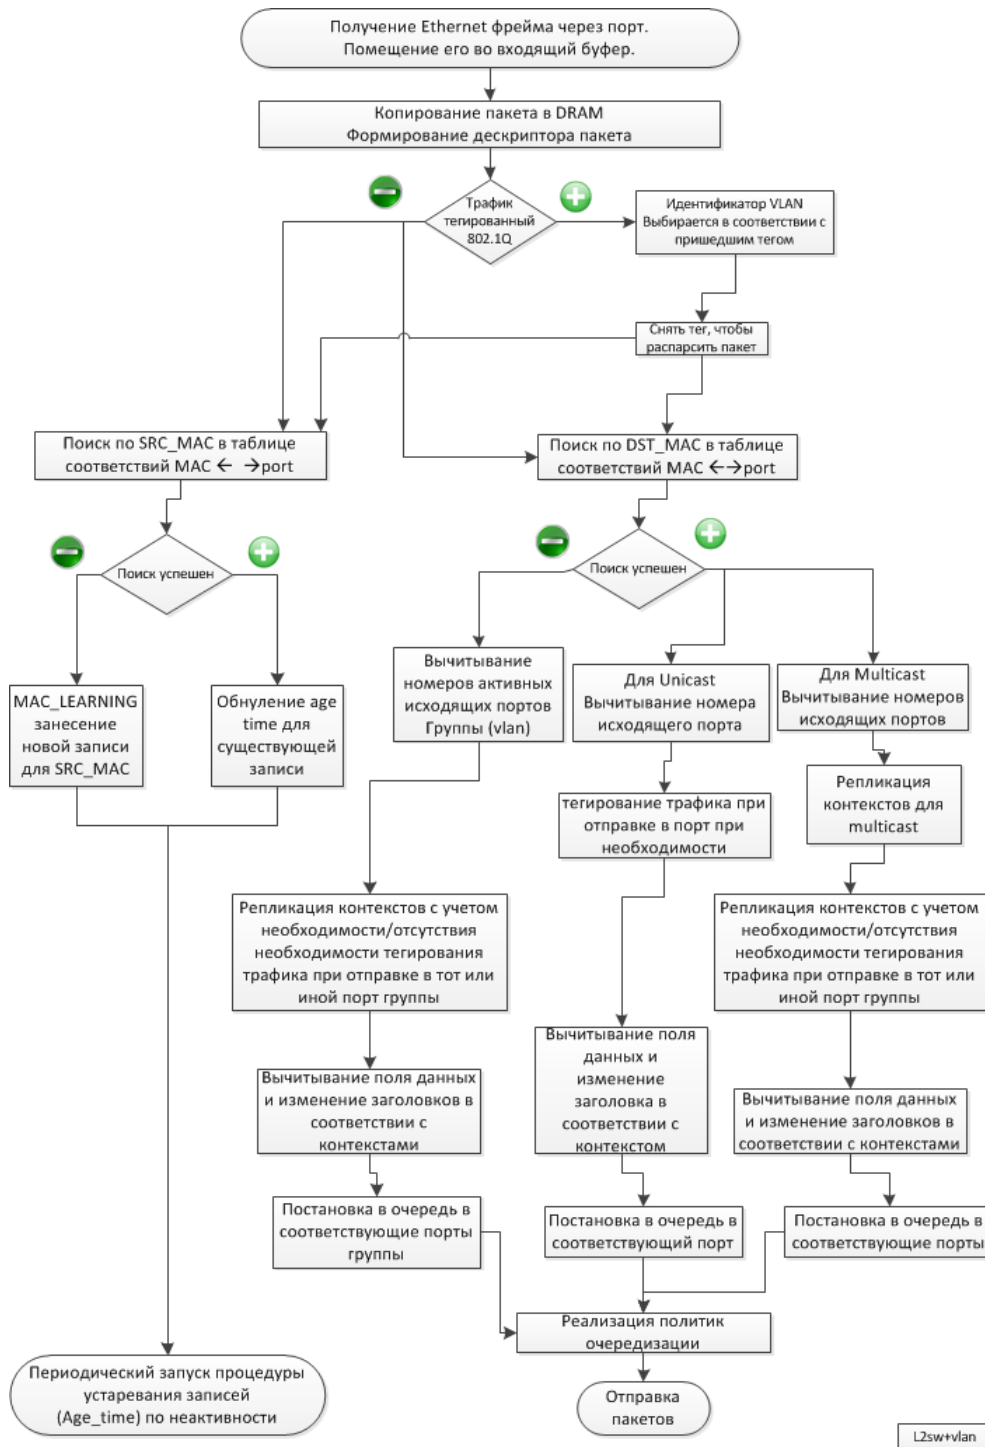 Получение Ethernet фрейма через порт.
Помещение его во входящий буфер.
Копирование пакета в DRAM
Формирование дескриптора пакета
Трафик
тегированный
802.1Q
Идентификатор VLAN
Выбирается в соответствии с
пришедшим тегом
Снять тег, чтобы
распарсить пакет
Поиск по SRC_MAC в таблице
соответствий MAC ← →port
Поиск по DST_MAC в таблице
соответствий MAC ←→port
Поиск успешен
Поиск успешен
MAC_LEARNING
занесение
новой записи
для SRC_MAC
Обнуление age
time для
существующей
записи
Вычитывание
номеров активных
исходящих портов
Группы (vlan)
Для Unicast
Вычитывание номера
исходящего порта
Для Multicast
Вычитывание номеров
исходящих портов
тегирование трафика при
отправке в порт при
необходимости
Репликация
контекстов для
multicast
Репликация контекстов с учетом
необходимости/отсутствия
необходимости тегирования
трафика при отправке в тот или
иной порт группы
Репликация контекстов с учетом
необходимости/отсутствия
необходимости тегирования
трафика при отправке в тот или
иной порт группы
Вычитывание поля данных
и изменение заголовков в
соответствии с
контекстами
Вычитывание поля
данных и
изменение
заголовка в
соответствии с
контекстом
Вычитывание поля данных
и изменение заголовков в
соответствии с контекстами
Постановка в очередь в
соответствующие порты
группы
Постановка в очередь в
соответствующий порт
Постановка в очередь в
соответствующие порты
Реализация политик
очередизации
Периодический запуск процедуры
устаревания записей
(Age_time) по неактивности
Отправка
пакетов
L2sw+vlan